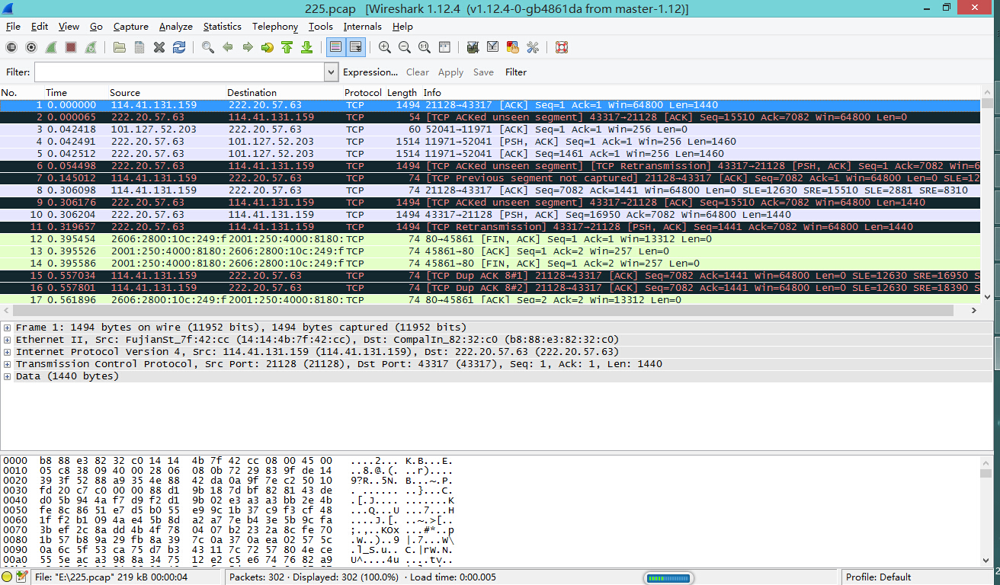 225.pcap [Wireshark 1.12.4 (v1.12.4-0-gb4861da from master-1.12)]
File Edit View Go Capture Analyze Statistics Telephony Tools Internals Help
Filter: Expression... Clear Apply Save Filter
No. Time Source Destination Protocol Length Info
1 0.000000 114.41.131.159 222.20.57.63 TCP 1494 21128→43317 [ACK] Seq=1 Ack=1 Win=64800 Len=1440
2 0.000065 222.20.57.63 114.41.131.159 TCP 54 [TCP ACKed unseen segment] 43317→21128 [ACK] Seq=15510 Ack=7082 Win=64800 Len=0
3 0.042418 101.127.52.203 222.20.57.63 TCP 60 52041→11971 [ACK] Seq=1 Ack=1 Win=256 Len=0
4 0.042491 222.20.57.63 101.127.52.203 TCP 1514 11971→52041 [PSH, ACK] Seq=1 Ack=1 Win=256 Len=1460
5 0.042512 222.20.57.63 101.127.52.203 TCP 1514 11971→52041 [ACK] Seq=1461 Ack=1 Win=256 Len=1460
6 0.054498 222.20.57.63 114.41.131.159 TCP 1494 [TCP ACKed unseen segment] [TCP Retransmission] 43317→21128 [PSH, ACK] Seq=1 Ack=7082 Win=6
7 0.145012 114.41.131.159 222.20.57.63 TCP 74 [TCP Previous segment not captured] 21128→43317 [ACK] Seq=7082 Ack=1 Win=64800 Len=0 SLE=12
8 0.306098 114.41.131.159 222.20.57.63 TCP 74 21128→43317 [ACK] Seq=7082 Ack=1441 Win=64800 Len=0 SLE=12630 SRE=15510 SLE=2881 SRE=8310
9 0.306176 222.20.57.63 114.41.131.159 TCP 1494 [TCP ACKed unseen segment] 43317→21128 [ACK] Seq=15510 Ack=7082 Win=64800 Len=1440
10 0.306204 222.20.57.63 114.41.131.159 TCP 1494 43317→21128 [PSH, ACK] Seq=16950 Ack=7082 Win=64800 Len=1440
11 0.319657 222.20.57.63 114.41.131.159 TCP 1494 [TCP Retransmission] 43317→21128 [PSH, ACK] Seq=1441 Ack=7082 Win=64800 Len=1440
12 0.395454 2606:2800:10c:249:f 2001:250:4000:8180: TCP 74 80→45861 [FIN, ACK] Seq=1 Ack=1 Win=13312 Len=0
13 0.395526 2001:250:4000:8180: 2606:2800:10c:249:f TCP 74 45861→80 [ACK] Seq=1 Ack=2 Win=257 Len=0
14 0.395586 2001:250:4000:8180: 2606:2800:10c:249:f TCP 74 45861→80 [FIN, ACK] Seq=1 Ack=2 Win=257 Len=0
15 0.557034 114.41.131.159 222.20.57.63 TCP 74 [TCP Dup ACK 8#1] 21128→43317 [ACK] Seq=7082 Ack=1441 Win=64800 Len=0 SLE=12630 SRE=16950 S
16 0.557801 114.41.131.159 222.20.57.63 TCP 74 [TCP Dup ACK 8#2] 21128→43317 [ACK] Seq=7082 Ack=1441 Win=64800 Len=0 SLE=12630 SRE=18390 S
17 0.561896 2606:2800:10c:249:f 2001:250:4000:8180: TCP 74 80→45861 [ACK] Seq=2 Ack=2 Win=13312 Len=0
Frame 1: 1494 bytes on wire (11952 bits), 1494 bytes captured (11952 bits)
Ethernet II, Src: FujianSt_7f:42:cc (14:14:4b:7f:42:cc), Dst: CompalIn_82:32:c0 (b8:88:e3:82:32:c0)
Internet Protocol Version 4, Src: 114.41.131.159 (114.41.131.159), Dst: 222.20.57.63 (222.20.57.63)
Transmission Control Protocol, Src Port: 21128 (21128), Dst Port: 43317 (43317), Seq: 1, Ack: 1, Len: 1440
Data (1440 bytes)
0000 b8 88 e3 82 32 c0 14 14 4b 7f 42 cc 08 00 45 00 ....2... K.B...E.
0010 05 c8 38 09 40 00 28 06 08 0b 72 29 83 9f de 14 ..8.@.(. ..r)....
0020 39 3f 52 88 a9 35 4e 88 42 da 0a 9f 7e c2 50 10 9?R..5N. B...~.P.
0030 fd 20 c7 c0 00 00 88 d1 9b 18 7d bf 82 81 43 de . ...... ..}...C.
0040 d0 5b 94 4a f7 d9 f2 d1 9b 02 e3 a3 a3 bb 2e 4b .[.J.... .......K
0050 fe 8c 86 51 e7 d5 b0 55 e9 9c 1b 37 c9 f3 cf 48 ...Q...U ...7...H
0060 1f f2 b1 09 4a e4 5b 8d a2 a7 7e b4 3e 5b 9c fa ....J.[. ..~.>[..
0070 3b ef 2c 8a dd 4b 4f 78 04 07 b2 23 2a 8c fe 70 ;.,..KOx ...#*..p
0080 1b 57 b8 9a 29 fb 8a 39 7c 0a 37 0a ea 02 57 5c .W..)..9 |.7...W\
0090 0a 6c 5f 53 ca 75 d7 b3 43 11 7c 72 57 80 4e ce .l_S.u.. C.|rW.N.
00a0 55 5e ac a3 98 8a 34 75 12 e2 c5 e6 74 76 82 a9 U^....4u ....tv..
File: "E:\225.pcap" 219 kB 00:00:04 Packets: 302 · Displayed: 302 (100.0%) · Load time: 0:00.005 Profile: Default